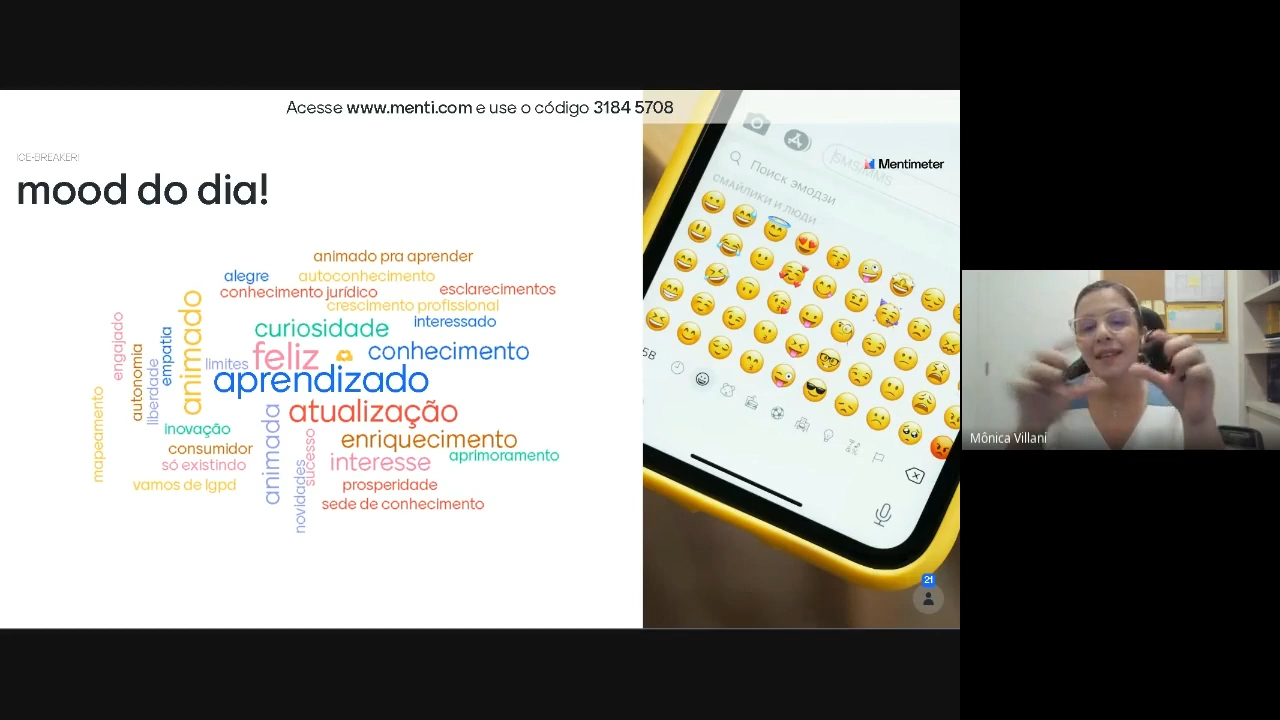 Acesse www.menti.com e use o código 3184 5708
ICE-BREAKER!
mood do dia!
Mentimeter
SMS/MMS
Поиск эмодзи
СМАЙЛИКИ И ЛЮДИ
animado pra aprender
alegre
autoconhecimento
conhecimento jurídico
esclarecimentos
crescimento profissional
curiosidade
interessado
engajado
autonomia
liberdade
empatia
animado
limites
feliz
conhecimento
aprendizado
mapeamento
atualização
inovação
animada
enriquecimento
consumidor
só existindo
sucesso
interesse
aprimoramento
vamos de lgpd
novidades
prosperidade
sede de conhecimento
21
Mônica Villani